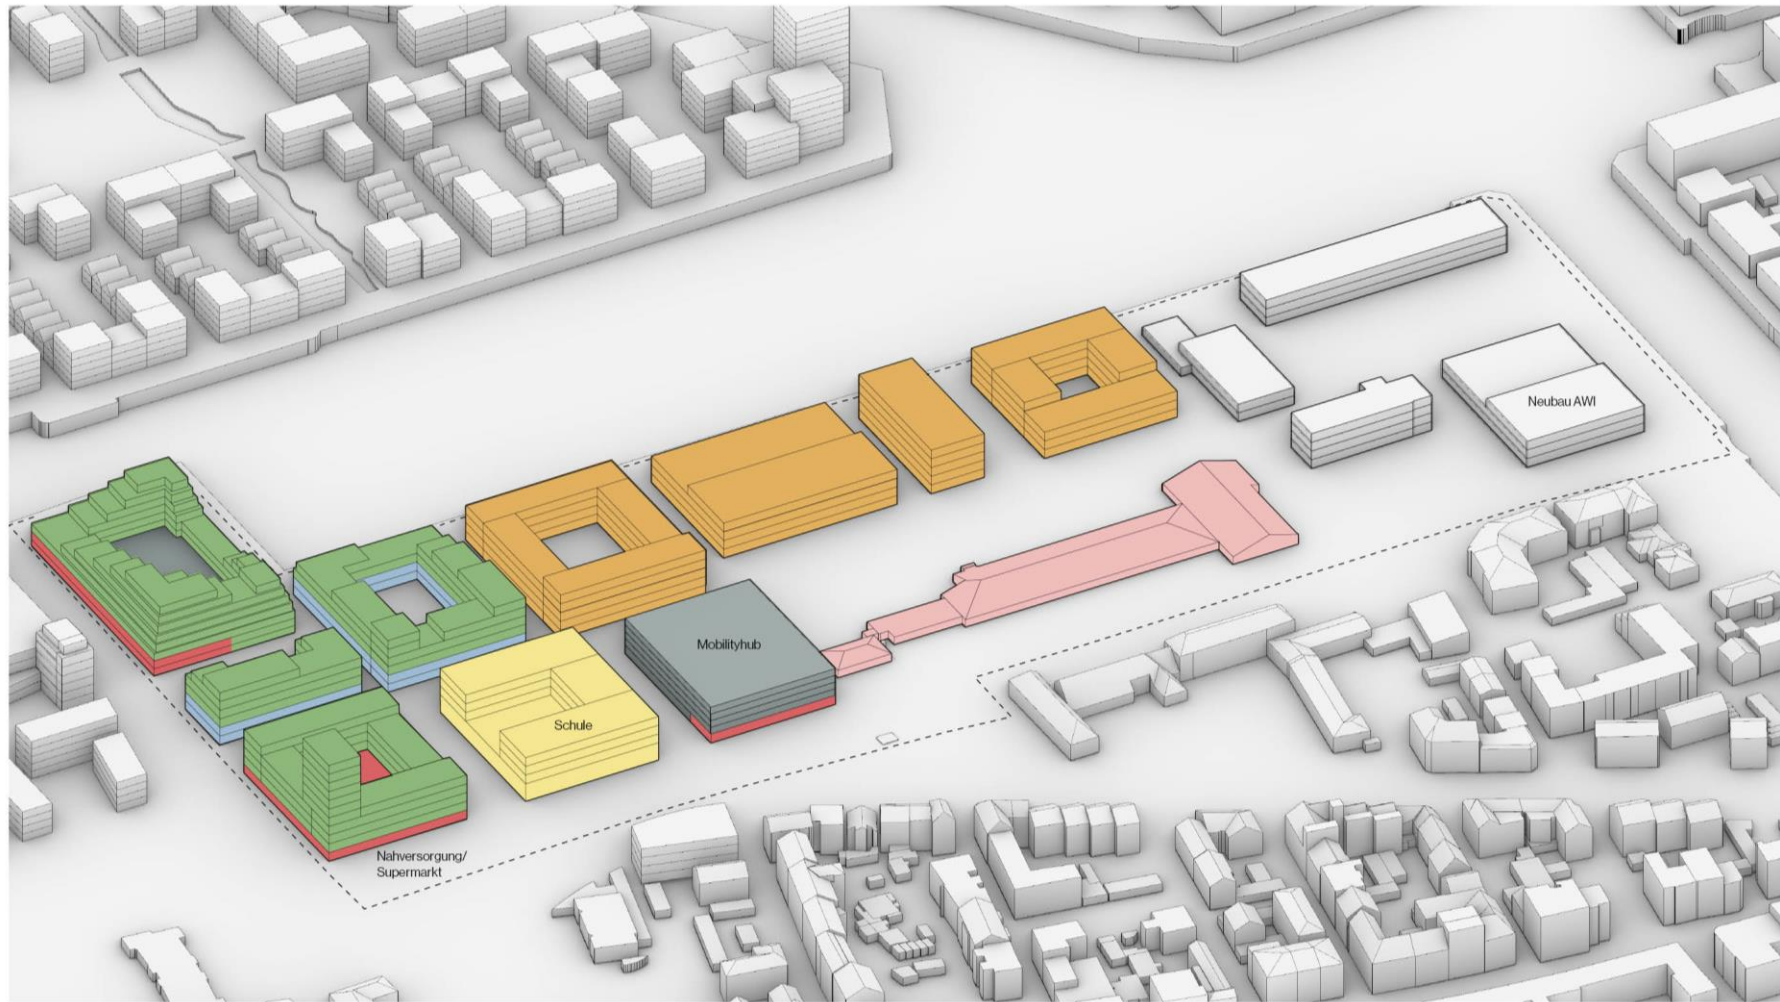 Neubau AWI
Mobilityhub
Schule
Nahversorgung/
Supermarkt